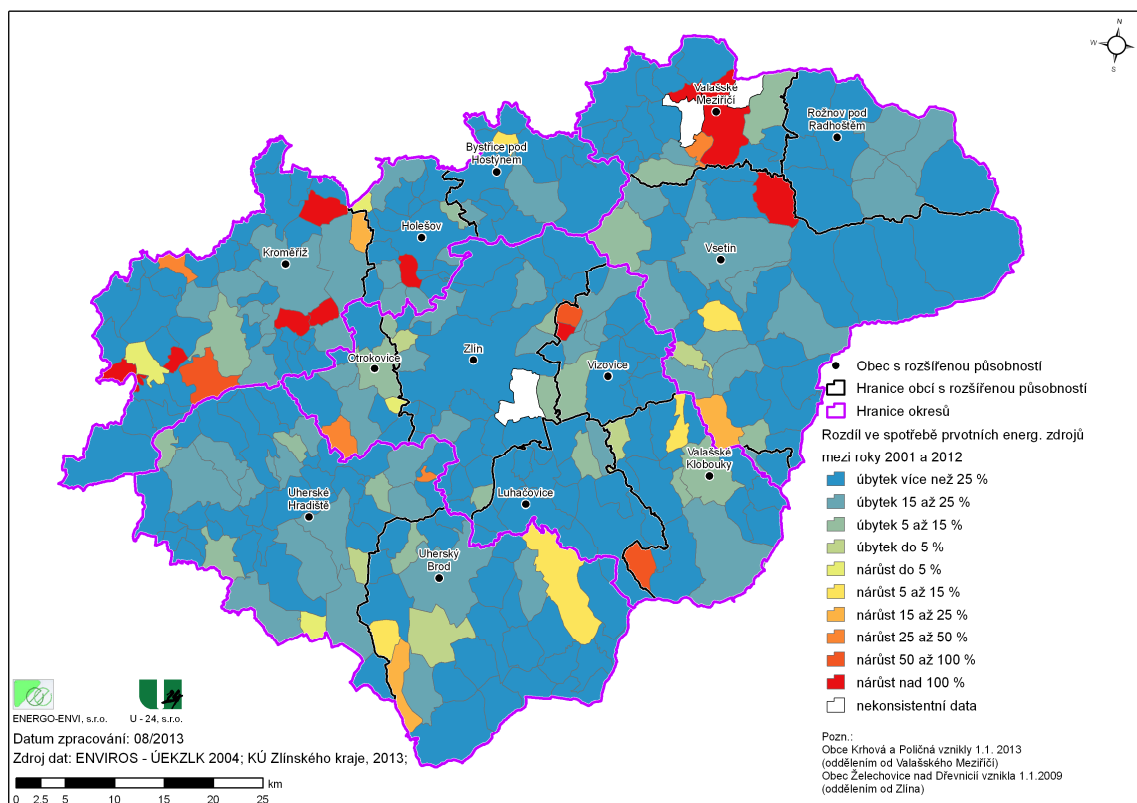 N
W
S
Valašské
Meziříčí
Rožnov pod
Radhoštěm
Bystřice pod
Hostýnem
Holešov
Kroměříž
Vsetín
Zlín
Otrokovice
Vizovice
Valašské
Klobouky
Uherské
Hradiště
Luhačovice
Uherský
Brod
Obec s rozšířenou působností
Hranice obcí s rozšířenou působností
Hranice okresů
Rozdíl ve spotřebě prvotních energ. zdrojů
mezi roky 2001 a 2012
úbytek více než 25 %
úbytek 15 až 25 %
úbytek 5 až 15 %
úbytek do 5 %
nárůst do 5 %
nárůst 5 až 15 %
nárůst 15 až 25 %
nárůst 25 až 50 %
nárůst 50 až 100 %
nárůst nad 100 %
nekonsistentní data
Pozn.:
Obce Krhová a Poličná vznikly 1.1. 2013
(oddělením od Valašského Meziříčí)
Obec Želechovice nad Dřevnicí vznikla 1.1.2009
(oddělením od Zlína)
ENERGO-ENVI, s.r.o.
U - 24, s.r.o.
Datum zpracování: 08/2013
Zdroj dat: ENVIROS - ÚEKZLK 2004; KÚ Zlínského kraje, 2013;
km
0 2.5 5 10 15 20 25